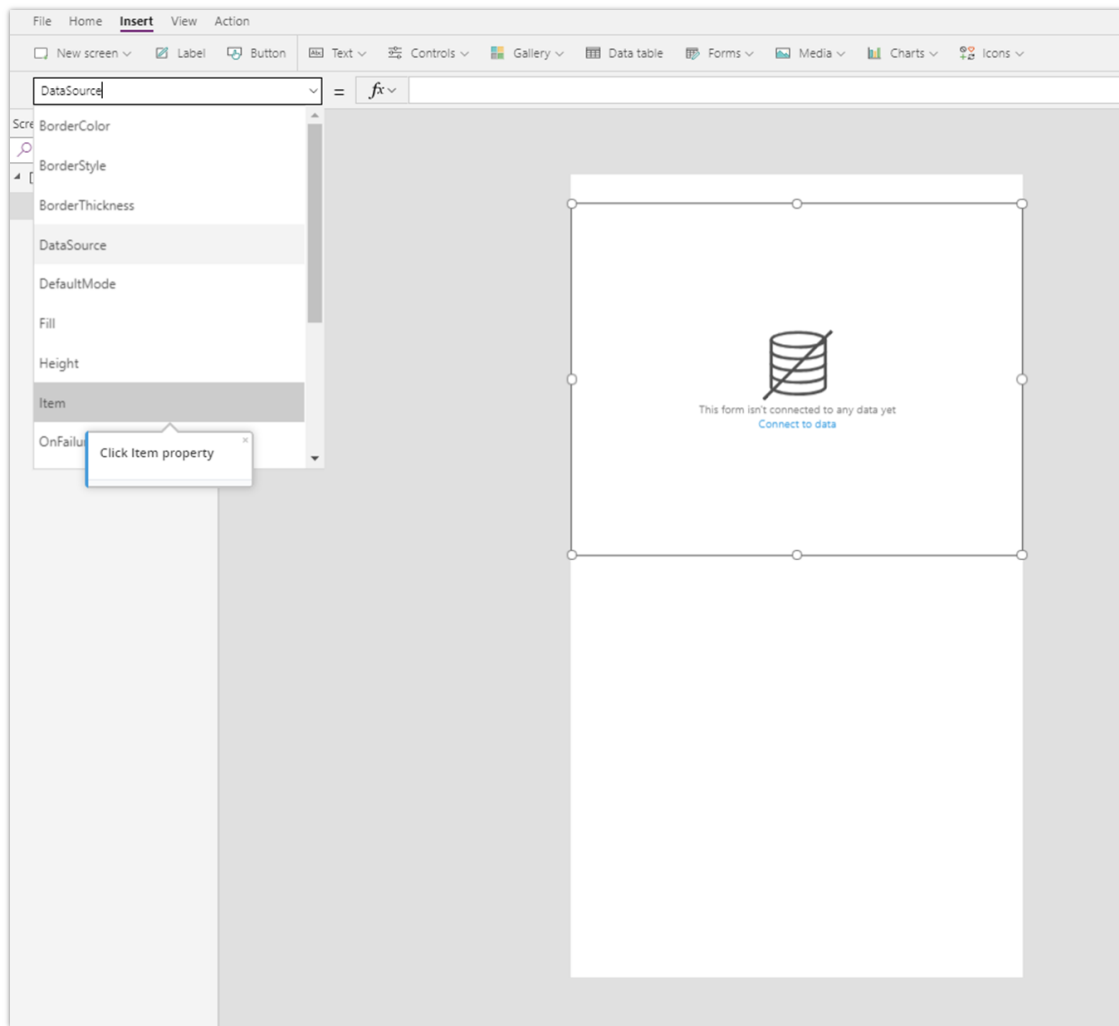 File Home Insert View Action
New screen Label Button Abc Text Controls Gallery Data table Forms Media Charts Icons
DataSource = fx
Scre
BorderColor
BorderStyle
BorderThickness
DataSource
DefaultMode
Fill
Height
Item
OnFailu
Click Item property
This form isn't connected to any data yet
Connect to data